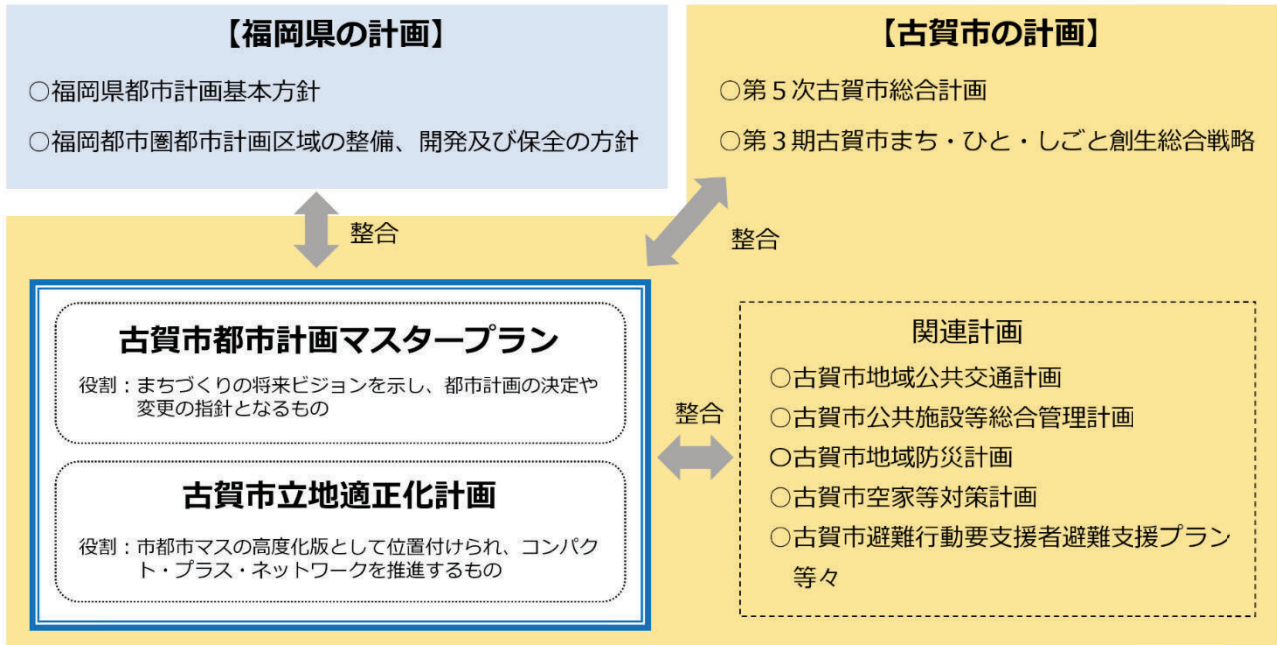 【福岡県の計画】
○福岡県都市計画基本方針
○福岡都市圏都市計画区域の整備、開発及び保全の方針
【古賀市の計画】
○第５次古賀市総合計画
○第３期古賀市まち・ひと・しごと創生総合戦略
整合
整合
古賀市都市計画マスタープラン
役割：まちづくりの将来ビジョンを示し、都市計画の決定や
変更の指針となるもの
古賀市立地適正化計画
役割：市都市マスの高度化版として位置付けられ、コンパク
ト・プラス・ネットワークを推進するもの
整合
関連計画
○古賀市地域公共交通計画
○古賀市公共施設等総合管理計画
〇古賀市地域防災計画
○古賀市空家等対策計画
○古賀市避難行動要支援者避難支援プラン
等々